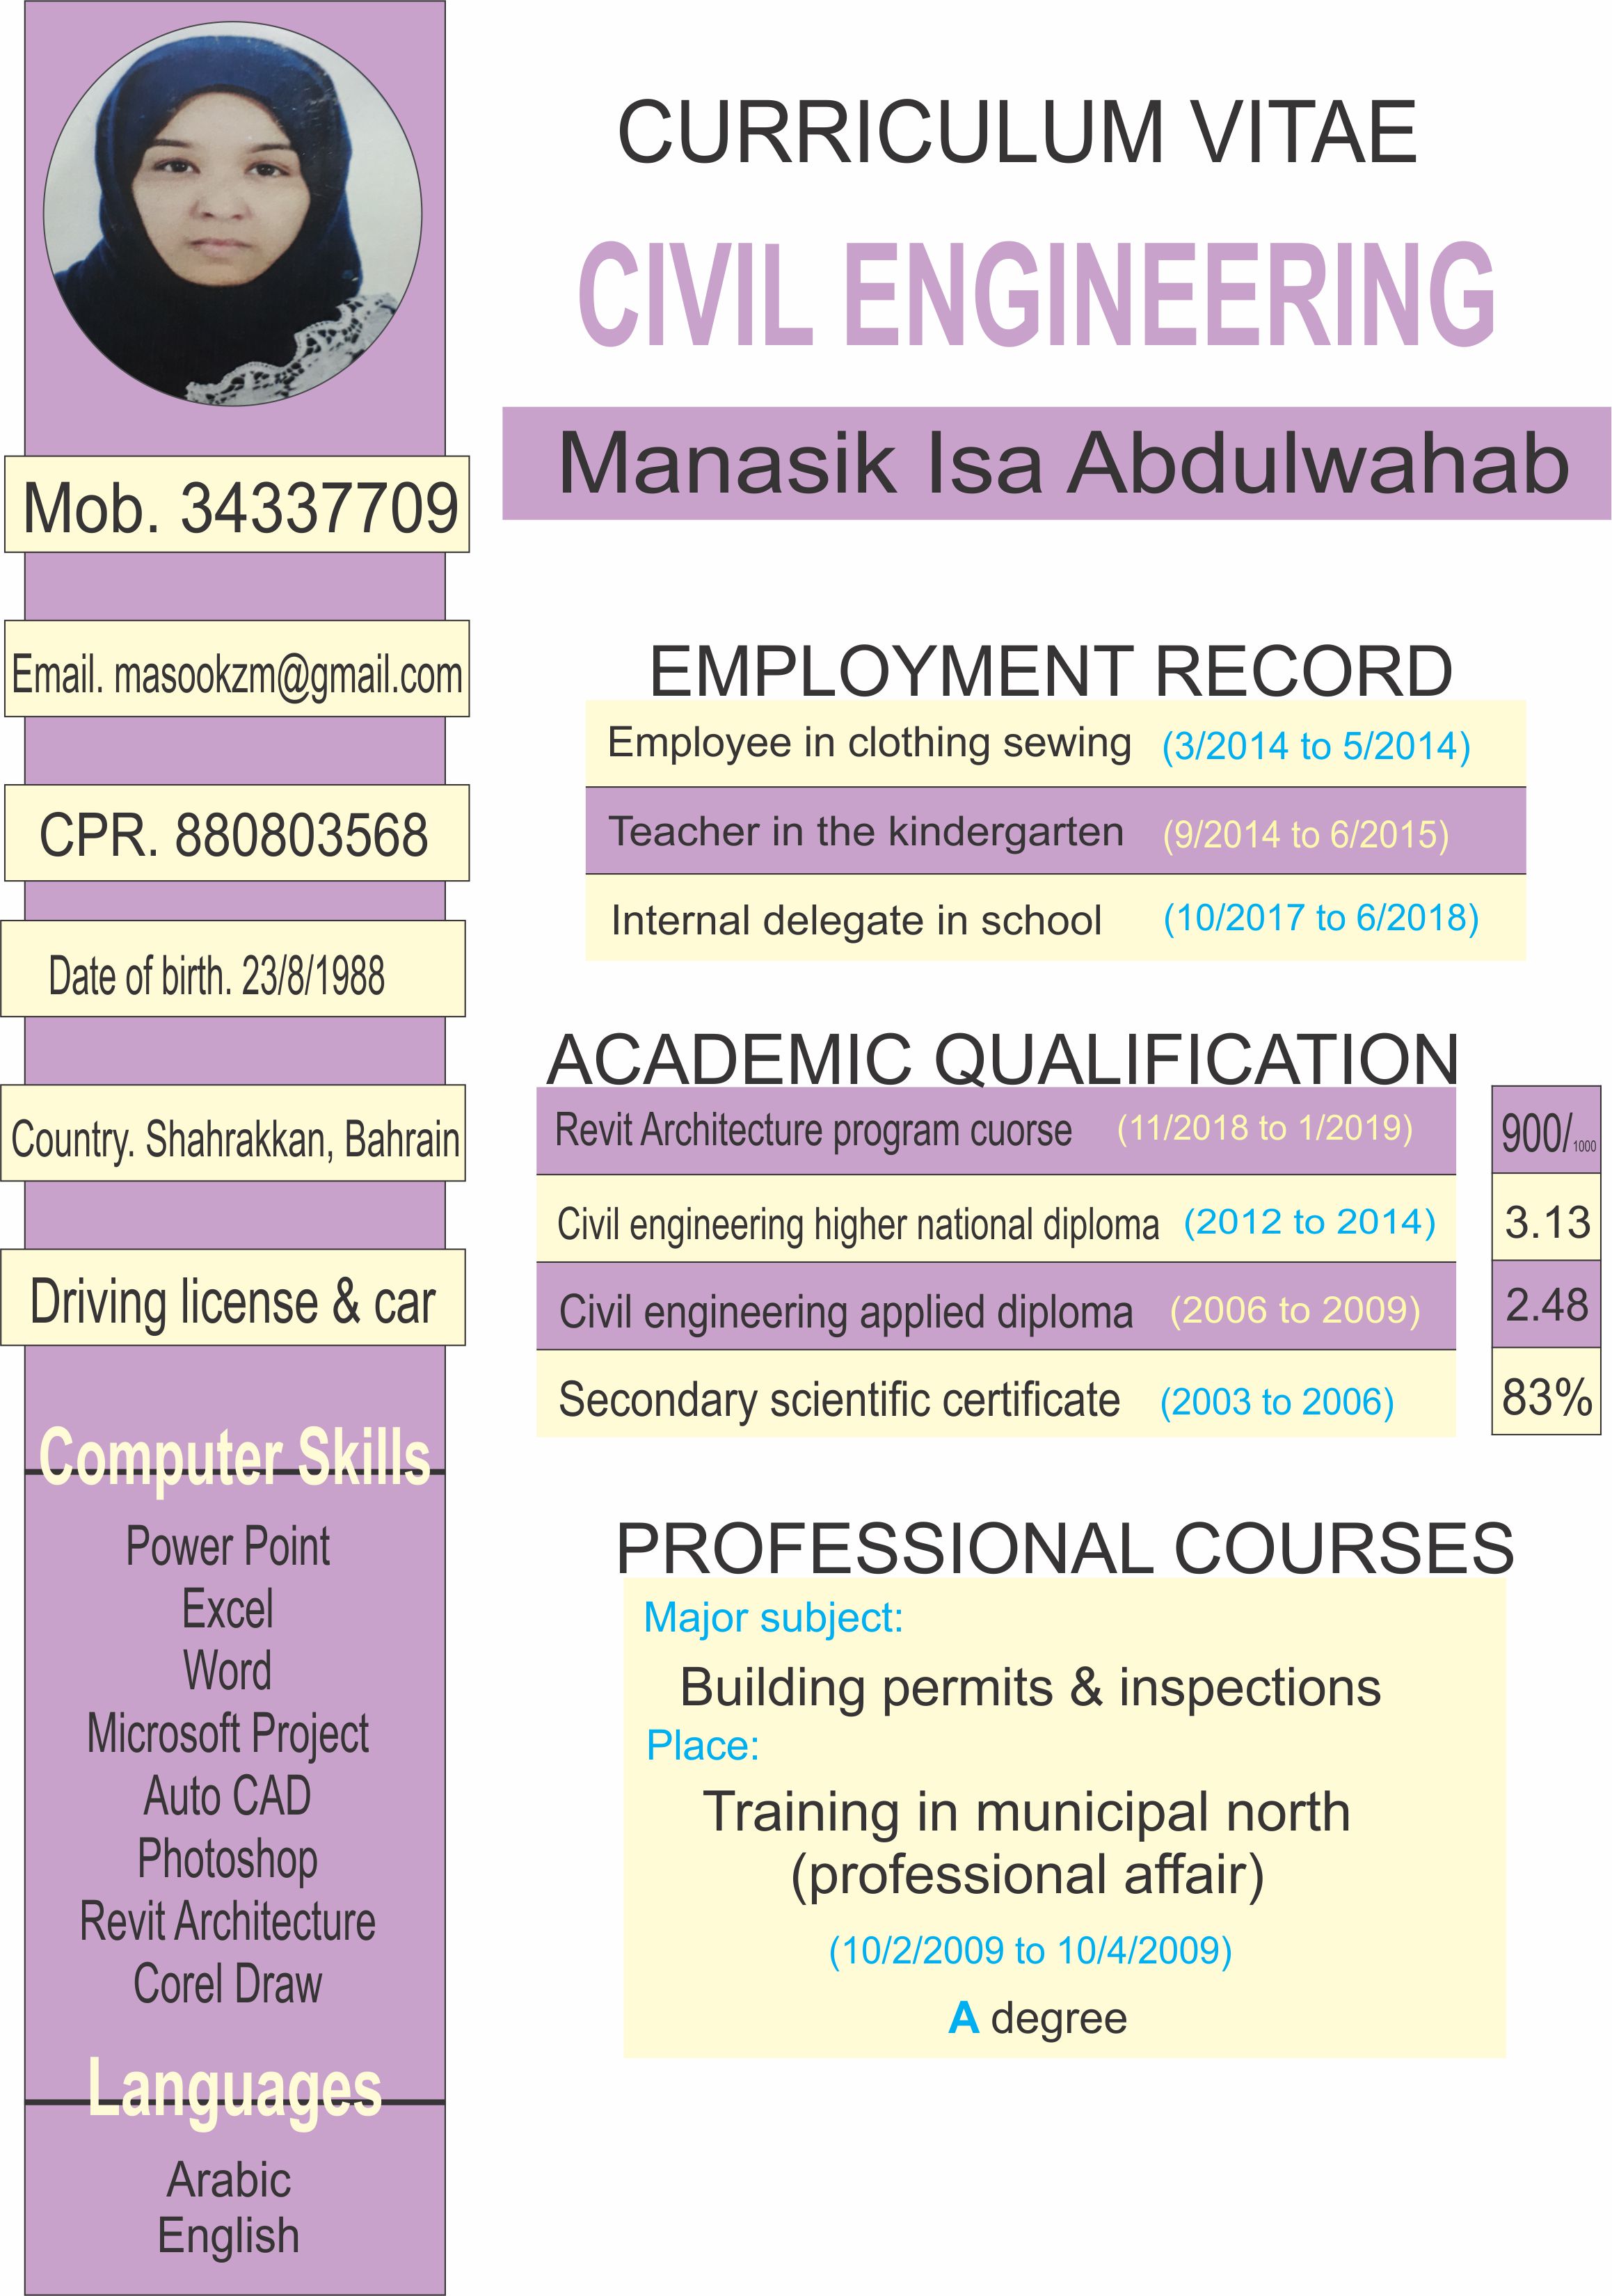 CURRICULUM VITAE
CIVIL ENGINEERING
Manasik Isa Abdulwahab
Mob. 34337709
Email. masookzm@gmail.com
CPR. 880803568
Date of birth. 23/8/1988
Country. Shahrakkan, Bahrain
Driving license & car
Computer Skills
Power Point
Excel
Word
Microsoft Project
Auto CAD
Photoshop
Revit Architecture
Corel Draw
Languages
Arabic
English
EMPLOYMENT RECORD
Employee in clothing sewing (3/2014 to 5/2014)
Teacher in the kindergarten (9/2014 to 6/2015)
Internal delegate in school (10/2017 to 6/2018)
ACADEMIC QUALIFICATION
Revit Architecture program cuorse (11/2018 to 1/2019) 900/1000
Civil engineering higher national diploma (2012 to 2014) 3.13
Civil engineering applied diploma (2006 to 2009) 2.48
Secondary scientific certificate (2003 to 2006) 83%
PROFESSIONAL COURSES
Major subject:
Building permits & inspections
Place:
Training in municipal north
(professional affair)
(10/2/2009 to 10/4/2009)
A degree